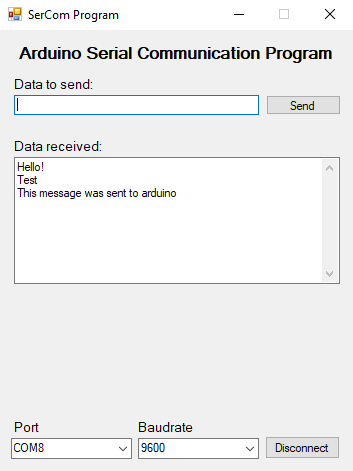 SerCom Program
Arduino Serial Communication Program
Data to send:
Send
Data received:
Hello!
Test
This message was sent to arduino
Port
Baudrate
COM8
9600
Disconnect